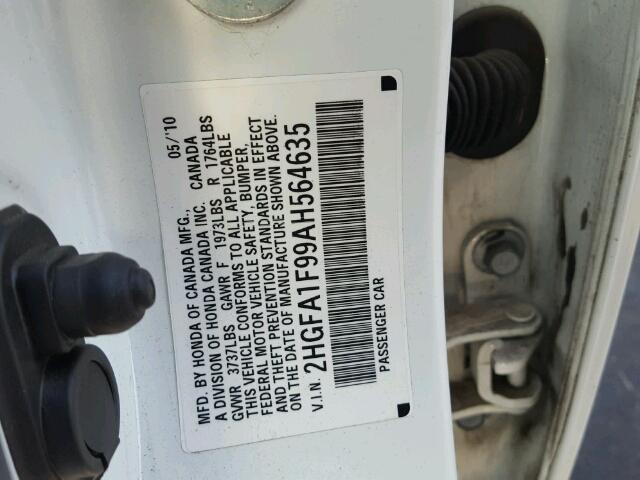 MFD. BY HONDA OF CANADA MFG., 05/'10
A DIVISION OF HONDA CANADA INC. CANADA
GVWR 3737LBS GAWR F 1973LBS R 1764LBS
THIS VEHICLE CONFORMS TO ALL APPLICABLE
FEDERAL MOTOR VEHICLE SAFETY, BUMPER,
AND THEFT PREVENTION STANDARDS IN EFFECT
ON THE DATE OF MANUFACTURE SHOWN ABOVE.
V.I.N. 2HGFA1F99AH564635
PASSENGER CAR